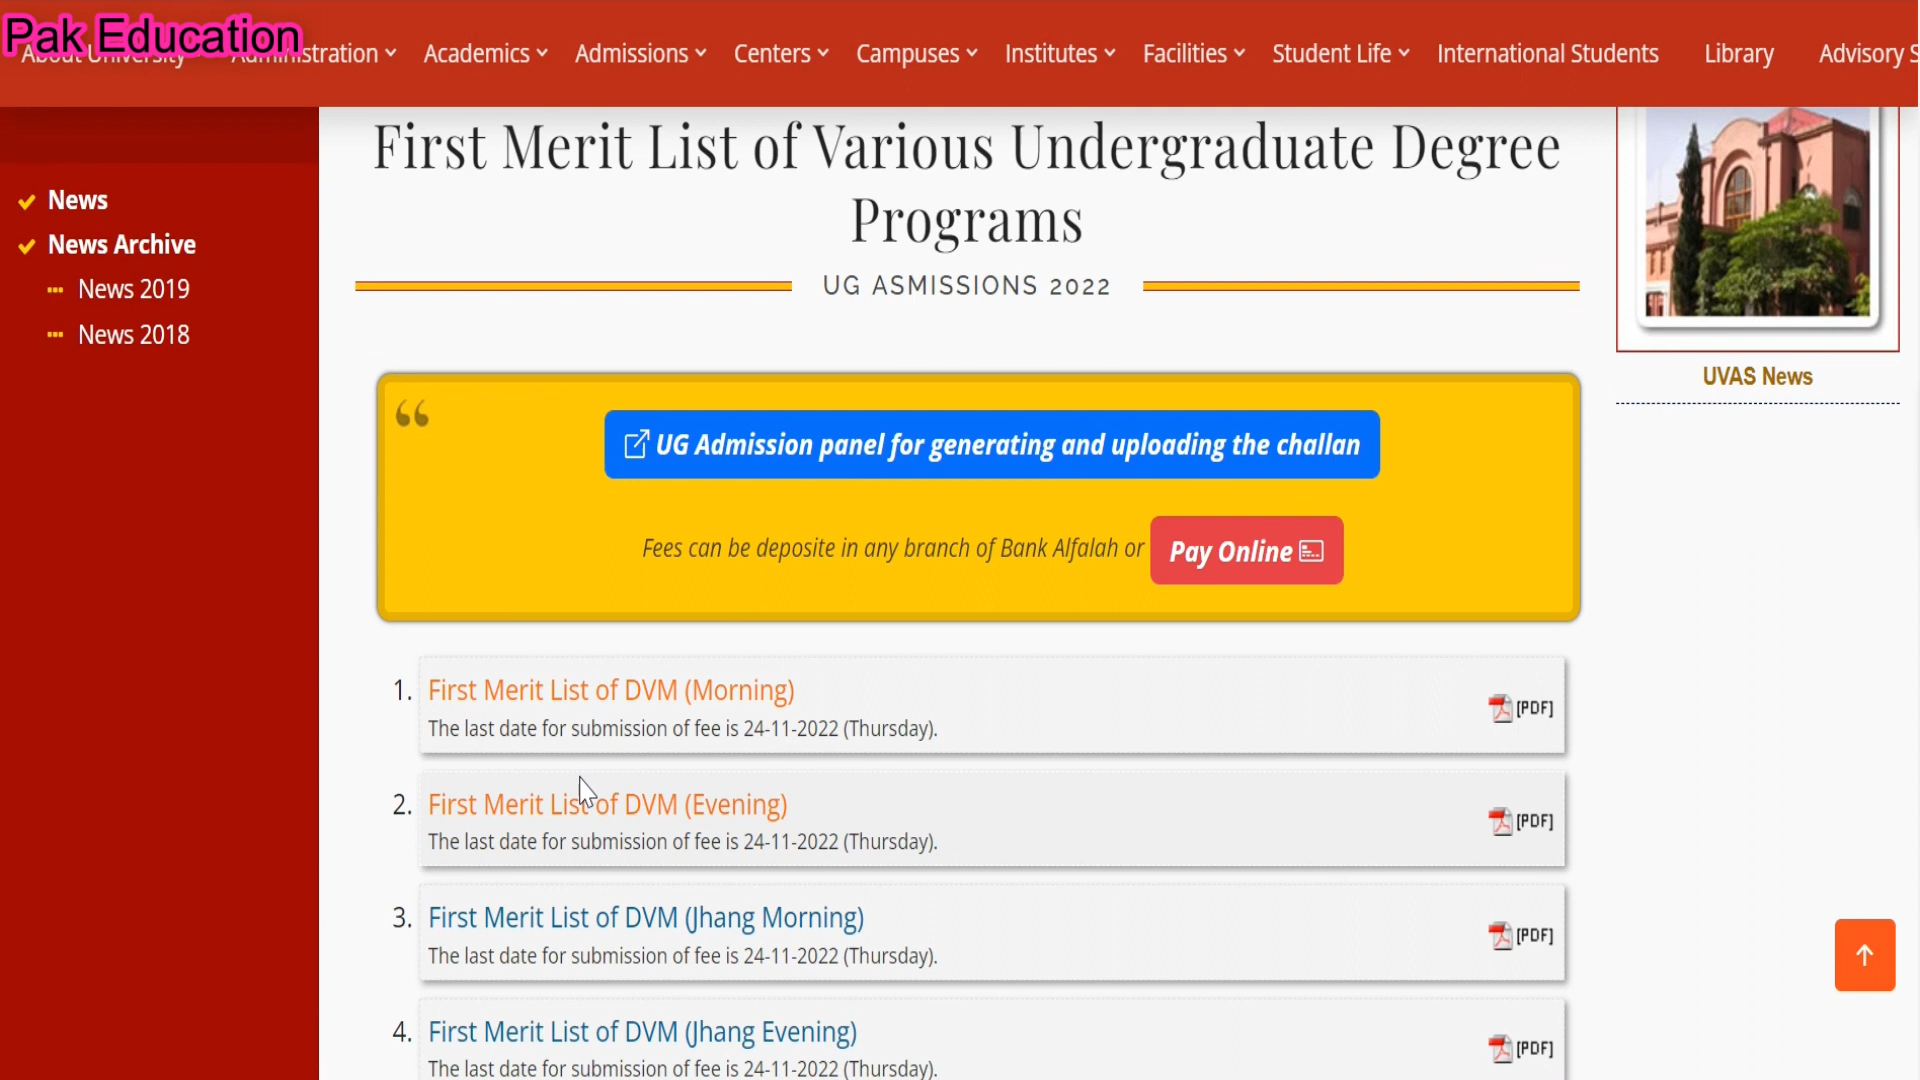 Pak Education
About University
Administration
Academics
Admissions
Centers
Campuses
Institutes
Facilities
Student Life
International Students
Library
Advisory S
News
News Archive
News 2019
News 2018
First Merit List of Various Undergraduate Degree
Programs
UG ASMISSIONS 2022
UVAS News
UG Admission panel for generating and uploading the challan
Fees can be deposite in any branch of Bank Alfalah or Pay Online
1. First Merit List of DVM (Morning)
The last date for submission of fee is 24-11-2022 (Thursday).
[PDF]
2. First Merit List of DVM (Evening)
The last date for submission of fee is 24-11-2022 (Thursday).
[PDF]
3. First Merit List of DVM (Jhang Morning)
The last date for submission of fee is 24-11-2022 (Thursday).
[PDF]
4. First Merit List of DVM (Jhang Evening)
The last date for submission of fee is 24-11-2022 (Thursday).
[PDF]